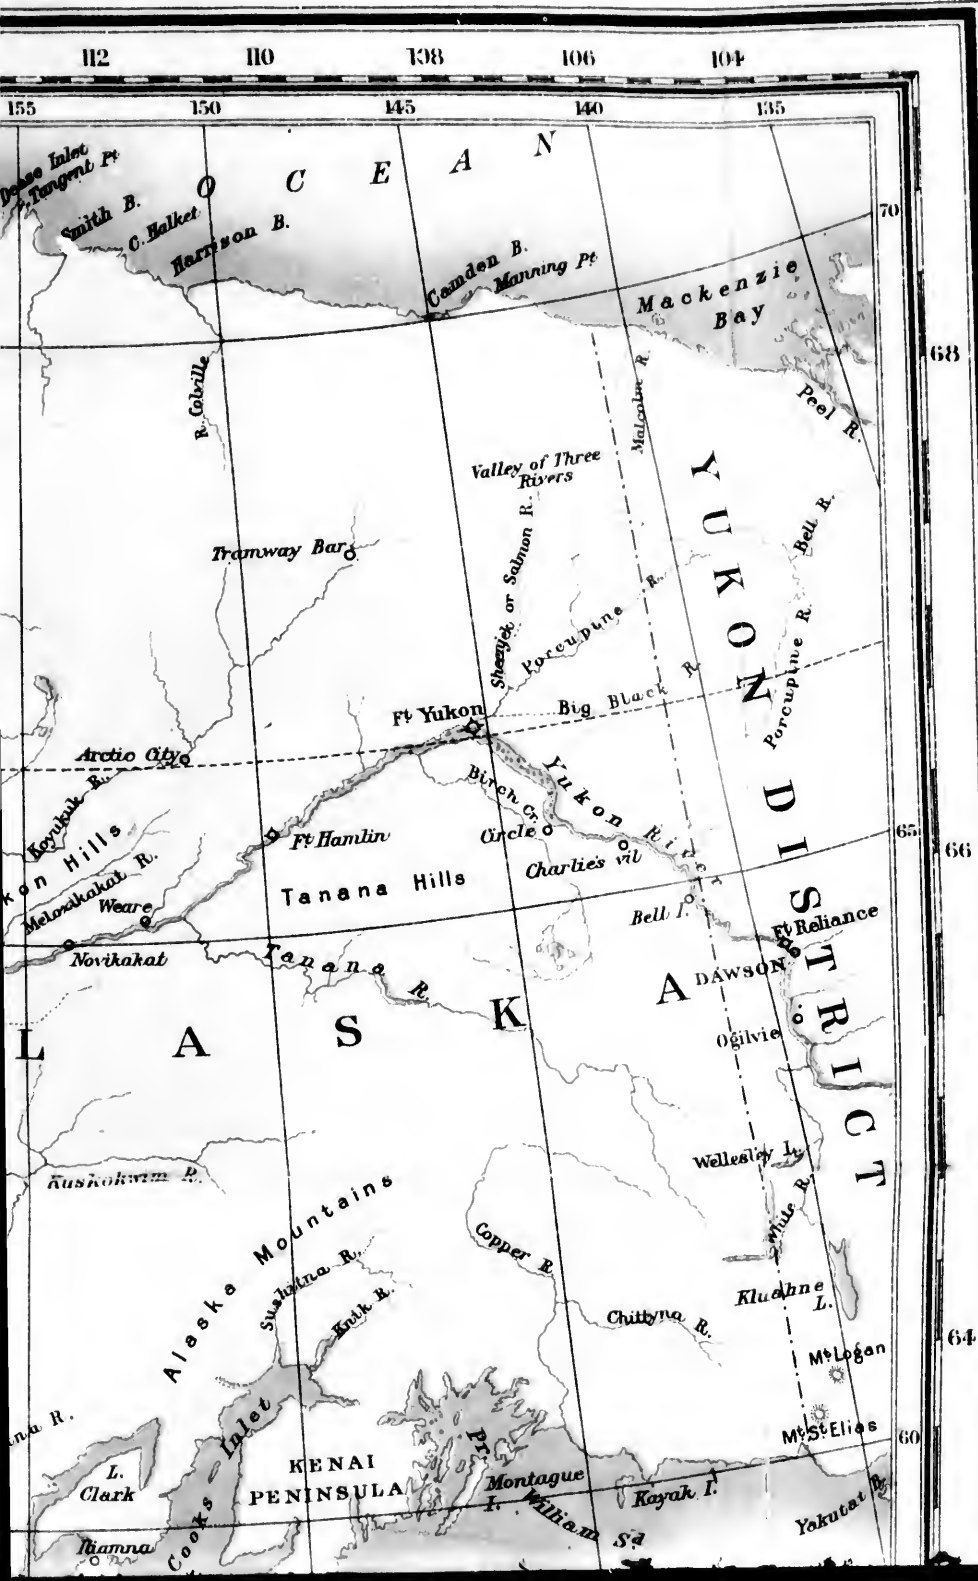 112 110 108 106 104
155 150 145 140 135
OCEAN
Dease Inlet
Tangent Pt
Smith B.
C. Halket
Harrison B.
Camden B.
Manning Pt
Mackenzie
Bay
70
68
R. Colville
Malcolm R.
Peel R.
Valley of Three
Rivers
Tramway Bar
Sheenjek or Salmon R.
Porcupine R.
Bell R.
Porcupine R.
YUKON DISTRICT
Ft Yukon
Big Black R.
Arctic City
Koyukuk R.
Birch Cr.
Yukon River
Circle
Charlie's vil
Ft Hamlin
65
66
kon Hills
Melozikakat R.
Weare
Tanana Hills
Bell I.
Ft Reliance
Novikakat
Tanana R.
DAWSON
LASKA
Ogilvie
Kuskokwim R.
Wellesley L.
White R.
Alaska Mountains
Sushitna R.
Knik R.
Copper R.
Chittyna R.
Kluahne
L.
Mt Logan
64
Mt St Elias
60
na R.
L.
Clark
Iliamna
Cooks Inlet
KENAI
PENINSULA
Pr. William Sd
Montague
I.
Kayak I.
Yakutat B.